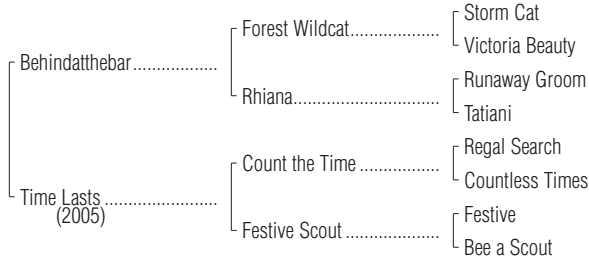 Storm Cat
Forest Wildcat
Victoria Beauty
Behindatthebar
Runaway Groom
Rhiana
Tatiani
Regal Search
Count the Time
Countless Times
Time Lasts
(2005)
Festive
Festive Scout
Bee a Scout